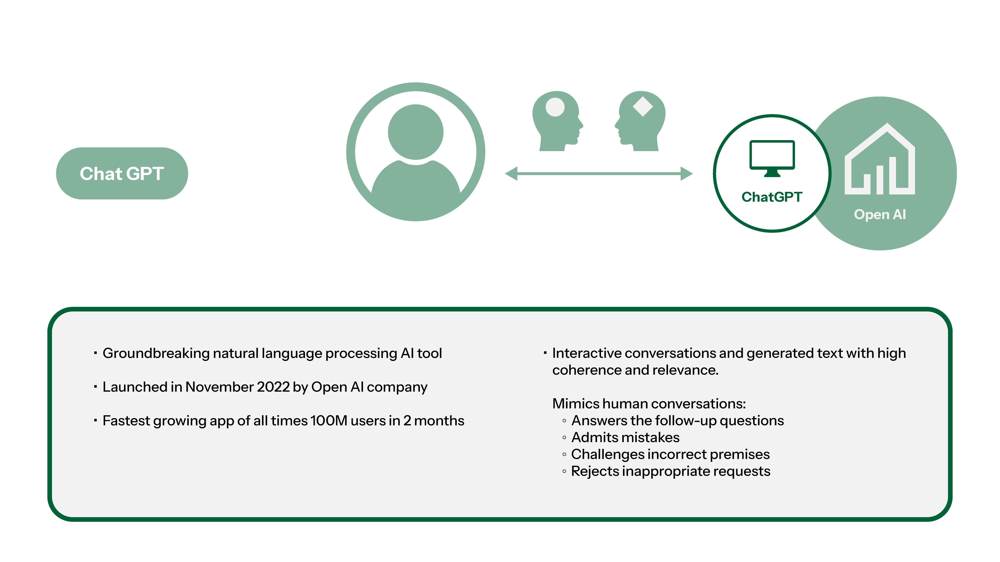 Chat GPT
ChatGPT
Open AI
▪ Groundbreaking natural language processing AI tool
▪ Launched in November 2022 by Open AI company
▪ Fastest growing app of all times 100M users in 2 months
▪ Interactive conversations and generated text with high
coherence and relevance.
Mimics human conversations:
◦ Answers the follow-up questions
◦ Admits mistakes
◦ Challenges incorrect premises
◦ Rejects inappropriate requests